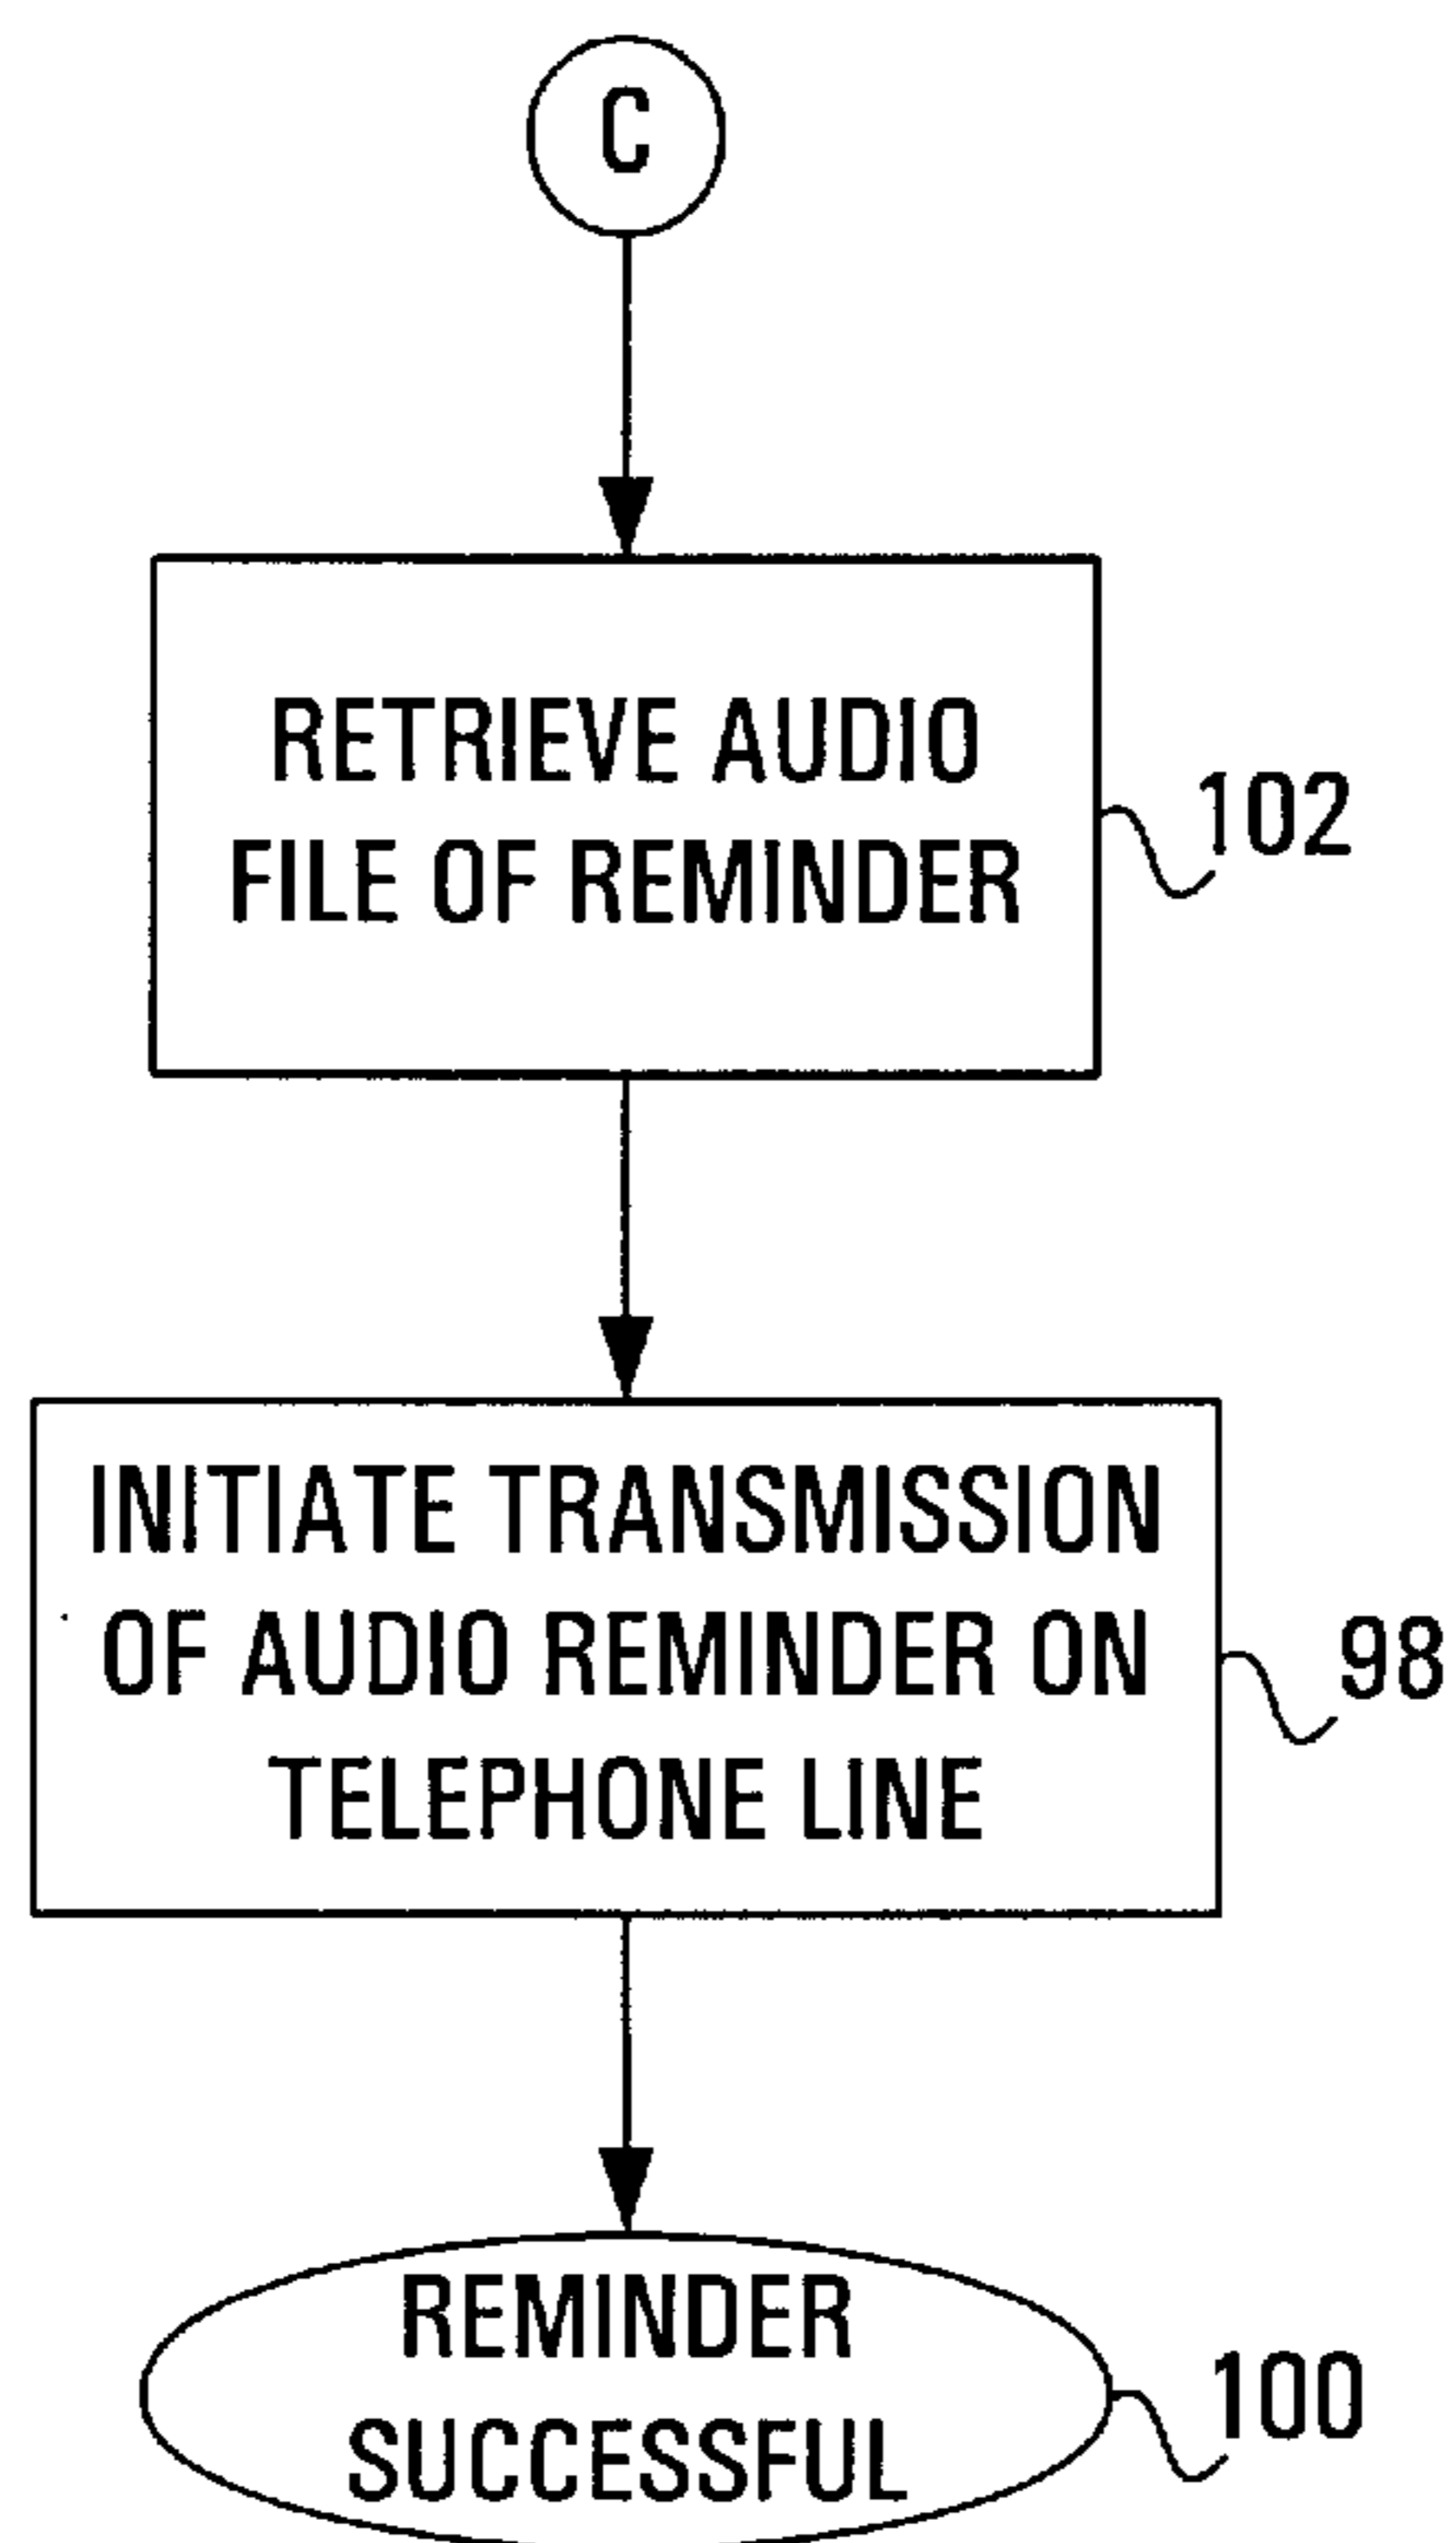 C
RETRIEVE AUDIO
FILE OF REMINDER
102
INITIATE TRANSMISSION
OF AUDIO REMINDER ON
TELEPHONE LINE
98
REMINDER
SUCCESSFUL
100